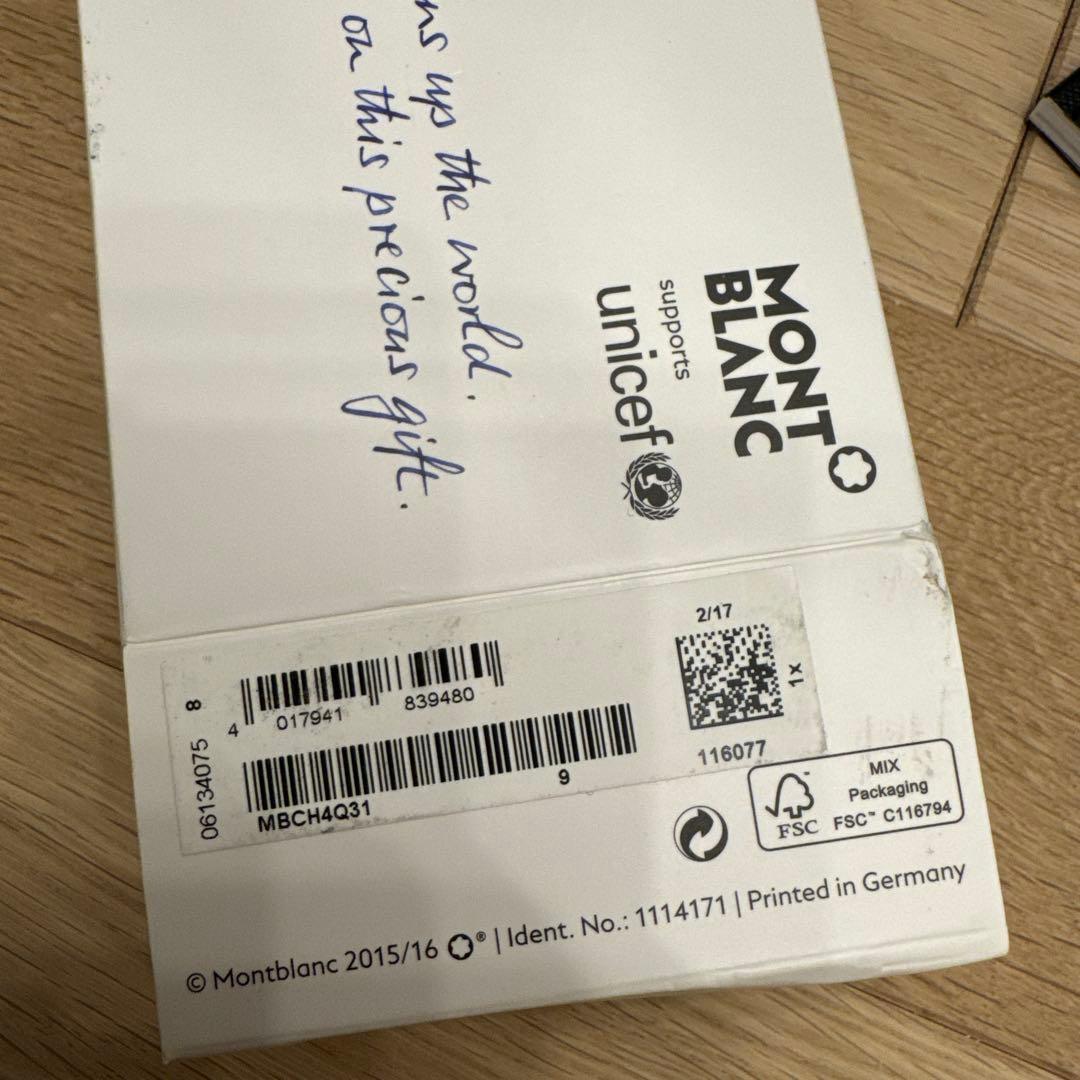 ns up the world.
on this precious gift.
MONT
BLANC
supports
unicef
2/17
1x
116077
8
06134075
4 017941 839480
9
MBCH4Q31
FSC
MIX
Packaging
FSC™ C116794
© Montblanc 2015/16 ® | Ident. No.: 1114171 | Printed in Germany